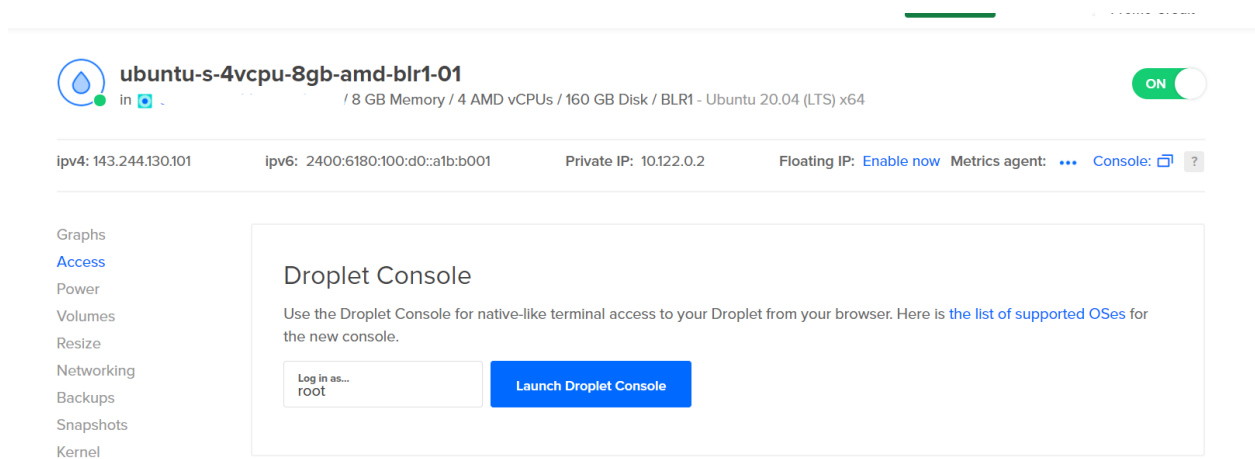 ubuntu-s-4vcpu-8gb-amd-blr1-01
in / 8 GB Memory / 4 AMD vCPUs / 160 GB Disk / BLR1 - Ubuntu 20.04 (LTS) x64
ON
ipv4: 143.244.130.101 ipv6: 2400:6180:100:d0::a1b:b001 Private IP: 10.122.0.2 Floating IP: Enable now Metrics agent: ••• Console: ?
Graphs
Access
Power
Volumes
Resize
Networking
Backups
Snapshots
Kernel
Droplet Console
Use the Droplet Console for native-like terminal access to your Droplet from your browser. Here is the list of supported OSes for
the new console.
Log in as...
root
Launch Droplet Console